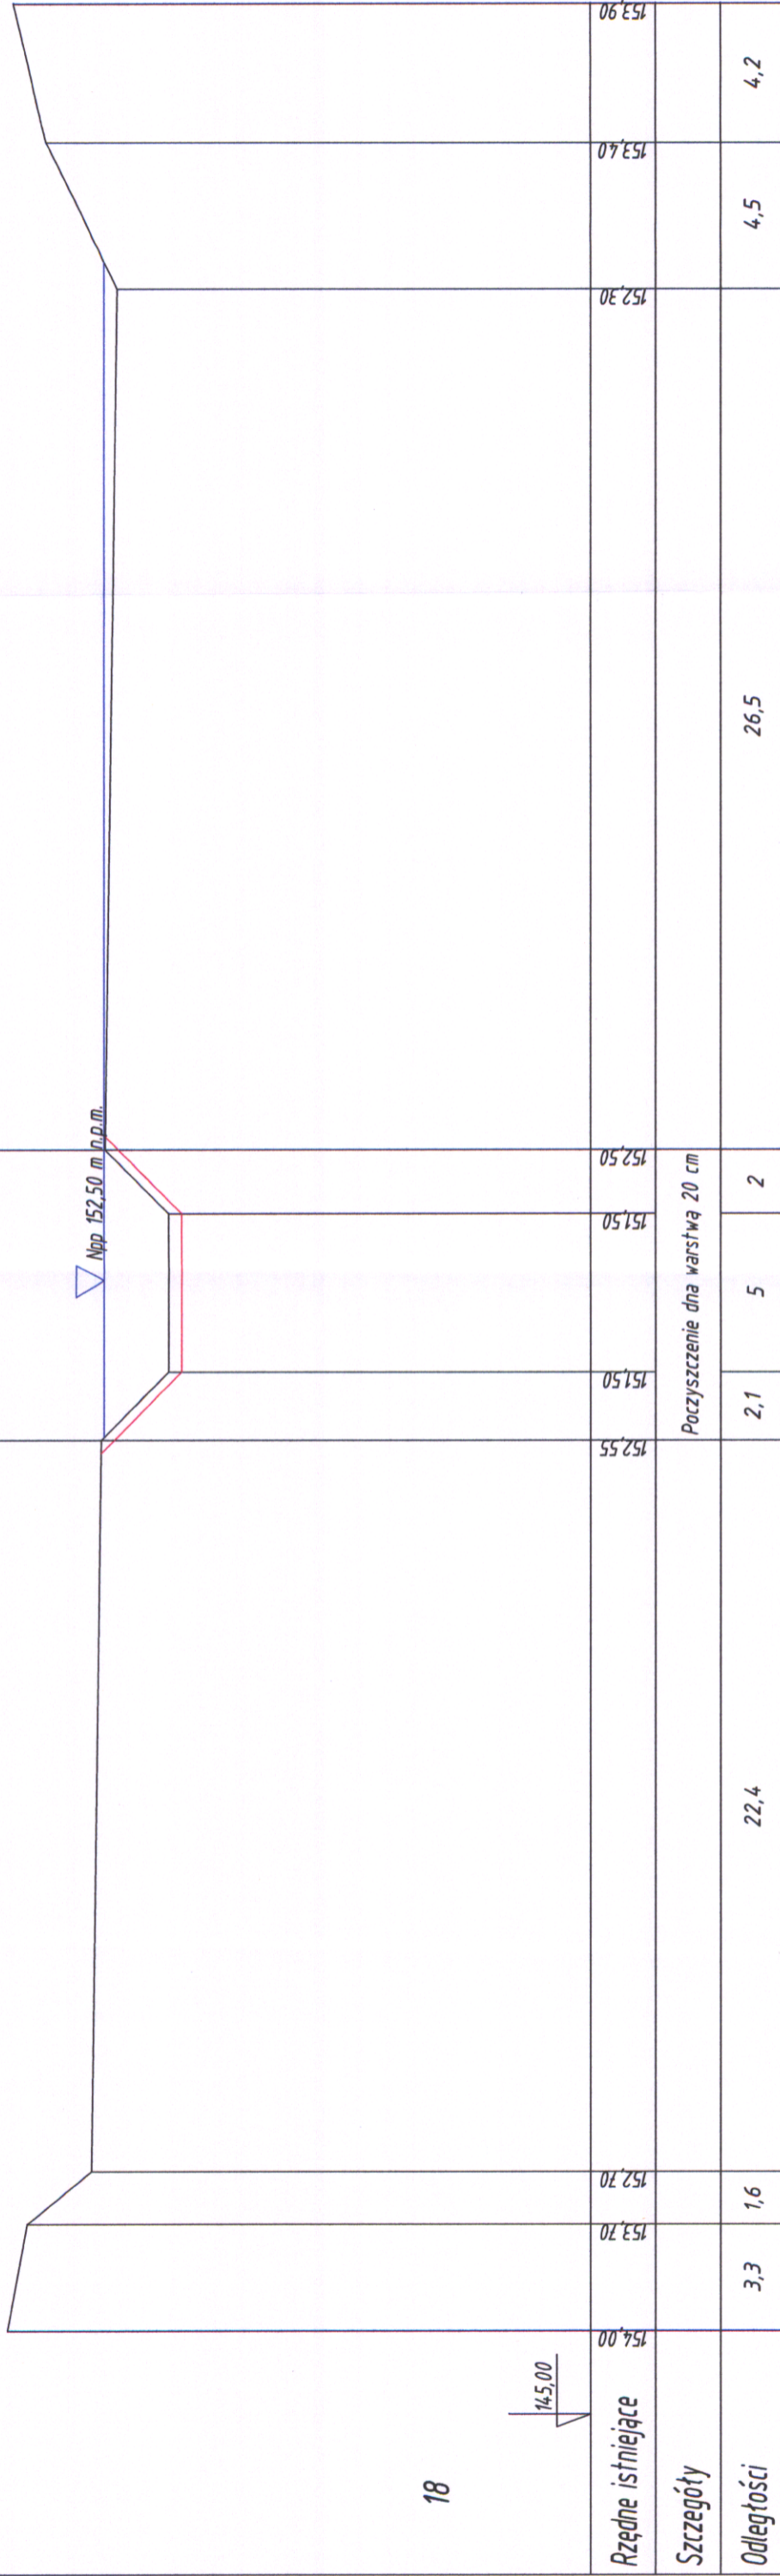 18
Npp 152,50 m n.p.m.
145,00
Rzędne istniejące
154,00 153,70 152,70 152,55 151,50 151,50 152,50 152,30 153,40 153,90
Szczegóły
Poczyszczenie dna warstwą 20 cm
Odległości
3,3 1,6 22,4 2,1 5 2 26,5 4,5 4,2